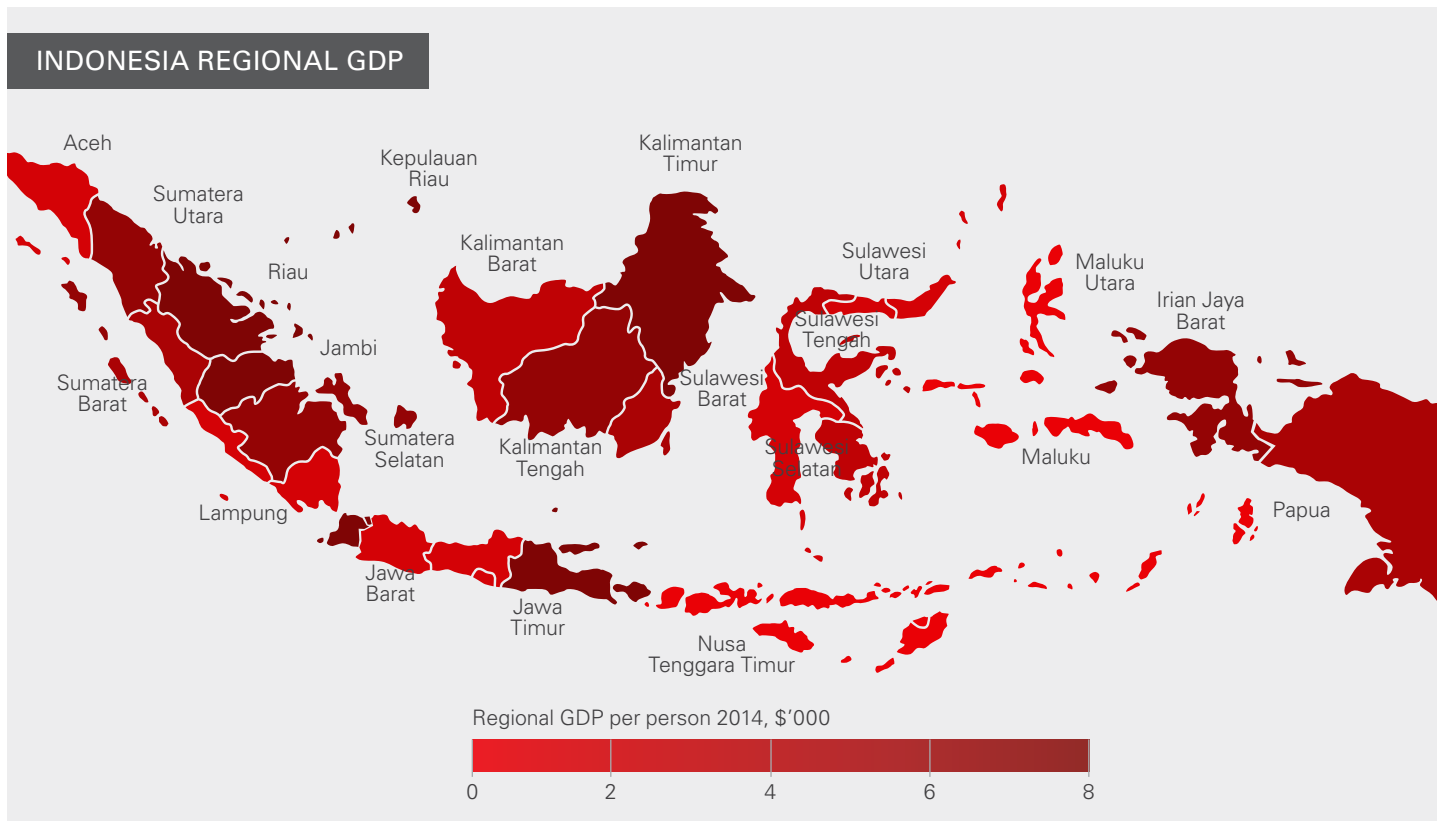 INDONESIA REGIONAL GDP
Aceh
Sumatera
Utara
Kepulauan
Riau
Kalimantan
Timur
Riau
Kalimantan
Barat
Sulawesi
Utara
Maluku
Utara
Irian Jaya
Barat
Sulawesi
Tengah
Jambi
Sumatera
Barat
Sulawesi
Barat
Sumatera
Selatan
Kalimantan
Tengah
Sulawesi
Selatan
Maluku
Lampung
Papua
Jawa
Barat
Jawa
Timur
Nusa
Tenggara Timur
Regional GDP per person 2014, $’000
0 2 4 6 8